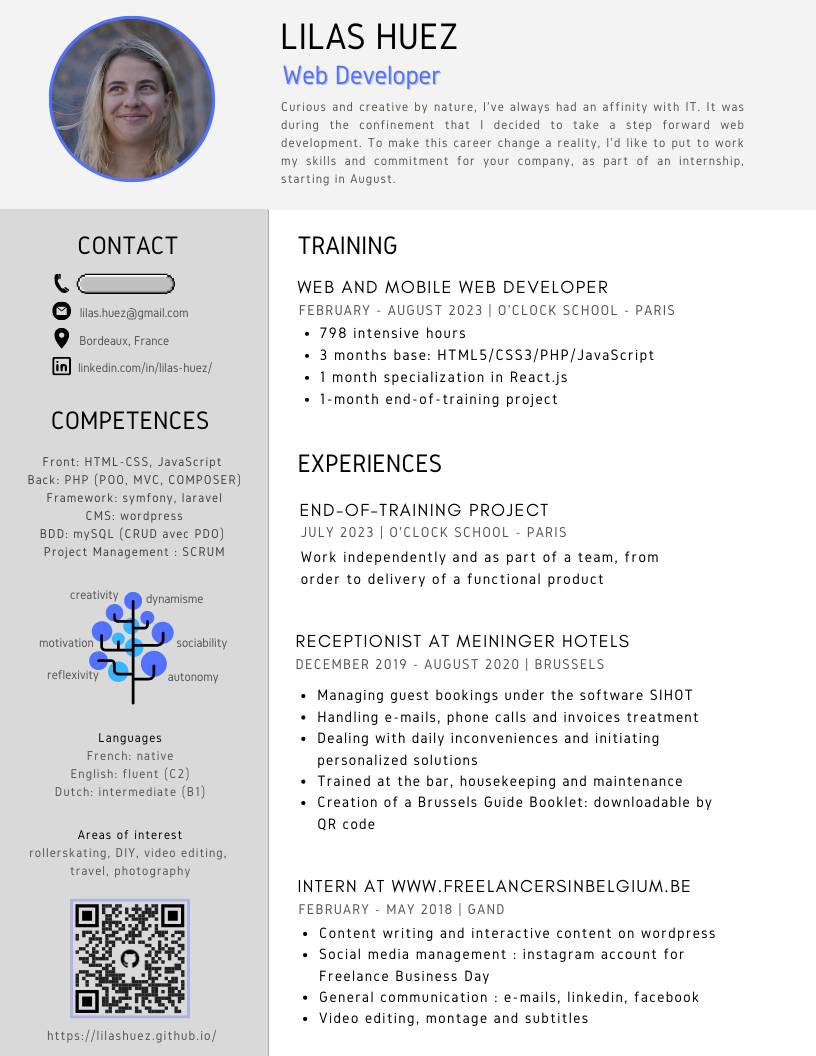 LILAS HUEZ
Web Developer
Curious and creative by nature, I've always had an affinity with IT. It was
during the confinement that I decided to take a step forward web
development. To make this career change a reality, I'd like to put to work
my skills and commitment for your company, as part of an internship,
starting in August.
CONTACT
lilas.huez@gmail.com
Bordeaux, France
in
linkedin.com/in/lilas-huez/
COMPETENCES
Front: HTML-CSS, JavaScript
Back: PHP (POO, MVC, COMPOSER)
Framework: symfony, laravel
CMS: wordpress
BDD: mySQL (CRUD avec PDO)
Project Management : SCRUM
creativity
dynamisme
motivation
sociability
reflexivity
autonomy
Languages
French: native
English: fluent (C2)
Dutch: intermediate (B1)
Areas of interest
rollerskating, DIY, video editing,
travel, photography
https://lilashuez.github.io/
TRAINING
WEB AND MOBILE WEB DEVELOPER
FEBRUARY - AUGUST 2023 | O'CLOCK SCHOOL - PARIS
• 798 intensive hours
• 3 months base: HTML5/CSS3/PHP/JavaScript
• 1 month specialization in React.js
• 1-month end-of-training project
EXPERIENCES
END-OF-TRAINING PROJECT
JULY 2023 | O'CLOCK SCHOOL - PARIS
Work independently and as part of a team, from
order to delivery of a functional product
RECEPTIONIST AT MEININGER HOTELS
DECEMBER 2019 - AUGUST 2020 | BRUSSELS
• Managing guest bookings under the software SIHOT
• Handling e-mails, phone calls and invoices treatment
• Dealing with daily inconveniences and initiating
personalized solutions
• Trained at the bar, housekeeping and maintenance
• Creation of a Brussels Guide Booklet: downloadable by
QR code
INTERN AT WWW.FREELANCERSINBELGIUM.BE
FEBRUARY - MAY 2018 | GAND
• Content writing and interactive content on wordpress
• Social media management : instagram account for
Freelance Business Day
• General communication : e-mails, linkedin, facebook
• Video editing, montage and subtitles